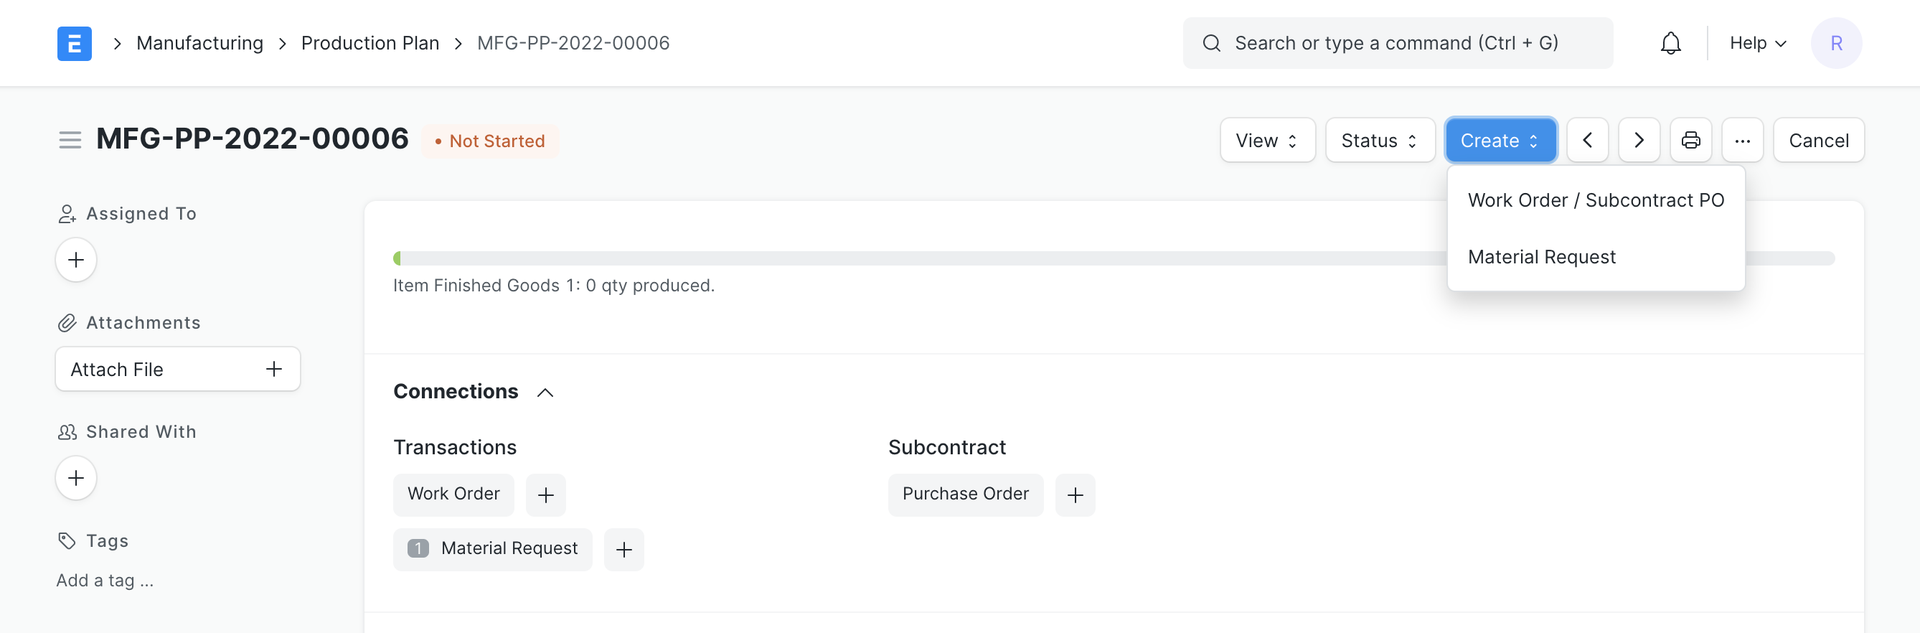 E
Manufacturing
Production Plan
MFG-PP-2022-00006
Search or type a command (Ctrl + G)
Help
R
MFG-PP-2022-00006
• Not Started
View
Status
Create
...
Cancel
Work Order / Subcontract PO
Material Request
Assigned To
Attachments
Attach File
Shared With
Tags
Add a tag ...
Item Finished Goods 1: 0 qty produced.
Connections
Transactions
Work Order
1 Material Request
Subcontract
Purchase Order